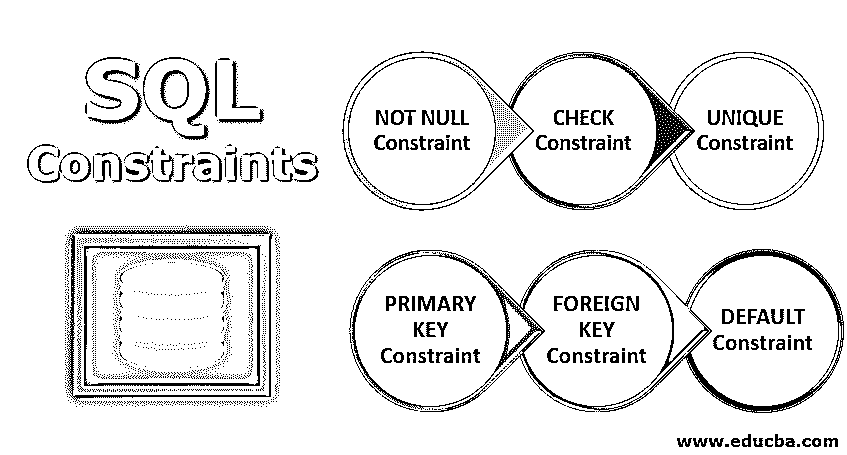 SQL
Constraints
NOT NULL
Constraint
CHECK
Constraint
UNIQUE
Constraint
PRIMARY
KEY
Constraint
FOREIGN
KEY
Constraint
DEFAULT
Constraint
www.educba.com